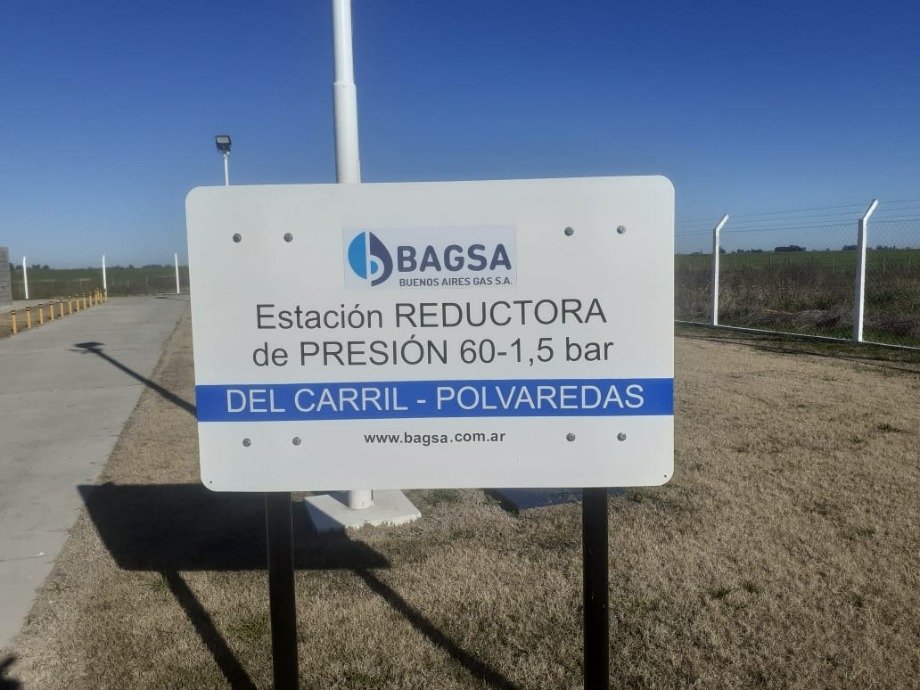 BAGSA
BUENOS AIRES GAS S.A.
Estación REDUCTORA
de PRESIÓN 60-1,5 bar
DEL CARRIL - POLVAREDAS
www.bagsa.com.ar